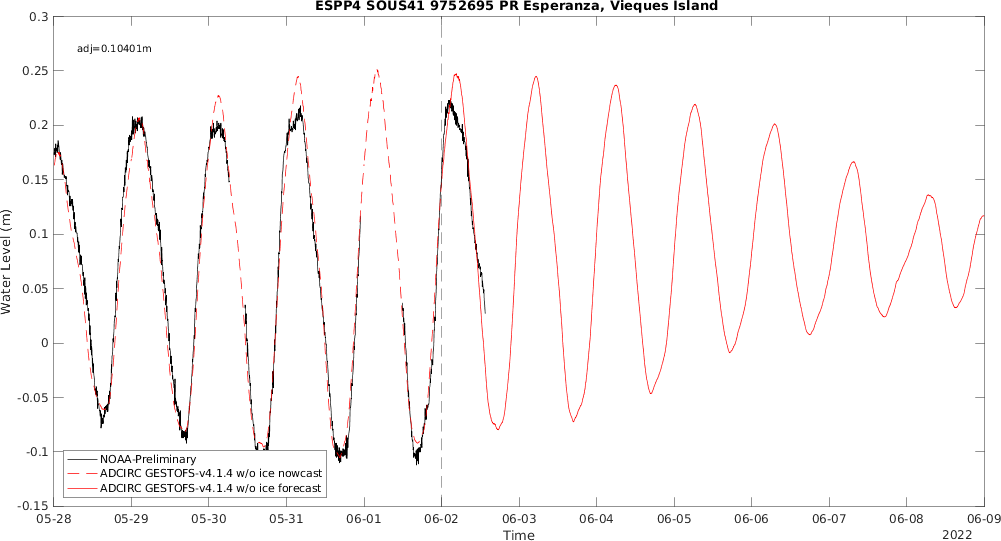 ESPP4 SOUS41 9752695 PR Esperanza, Vieques Island
adj=0.10401m
0.3
0.25
0.2
0.15
0.1
0.05
0
-0.05
-0.1
-0.15
Water Level (m)
NOAA-Preliminary
ADCIRC GESTOFS-v4.1.4 w/o ice nowcast
ADCIRC GESTOFS-v4.1.4 w/o ice forecast
05-28 05-29 05-30 05-31 06-01 06-02 06-03 06-04 06-05 06-06 06-07 06-08 06-09
Time
2022